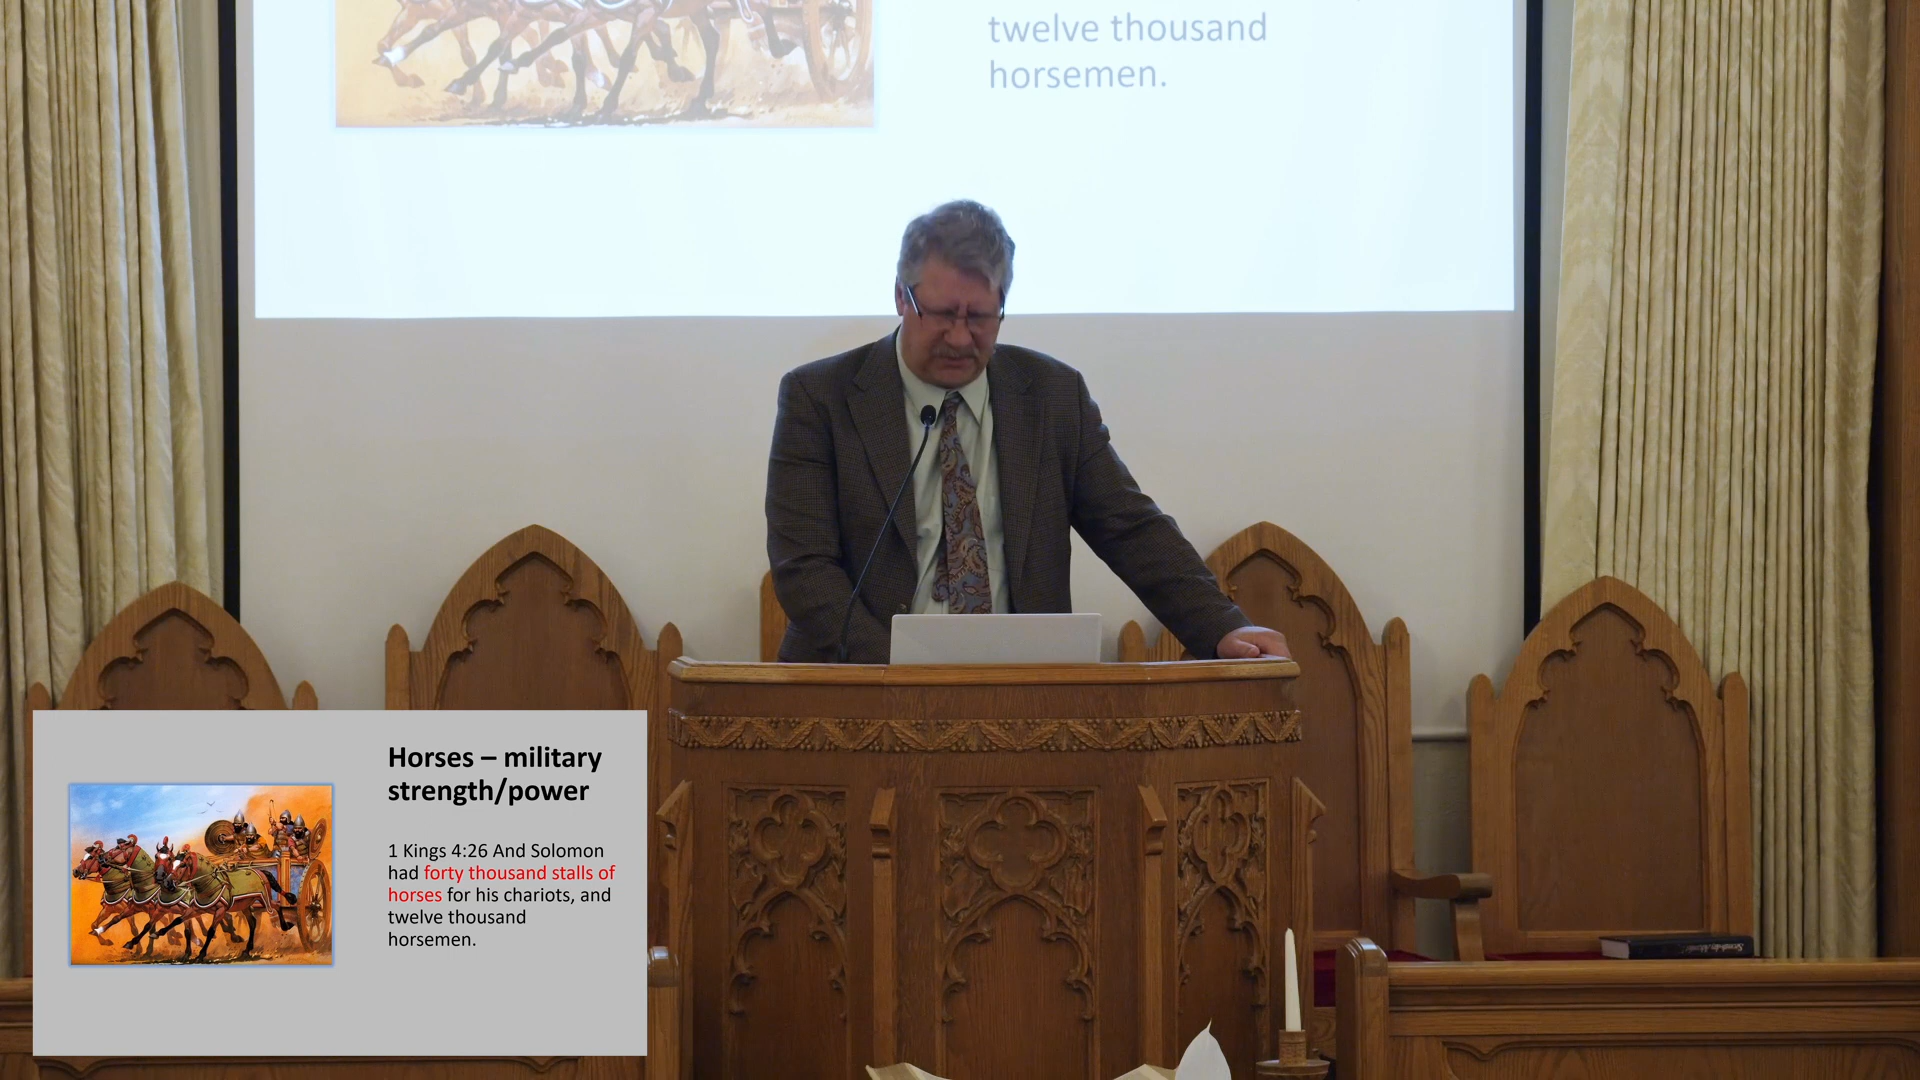 twelve thousand
horsemen.
Horses – military
strength/power
1 Kings 4:26 And Solomon
had forty thousand stalls of
horses for his chariots, and
twelve thousand
horsemen.